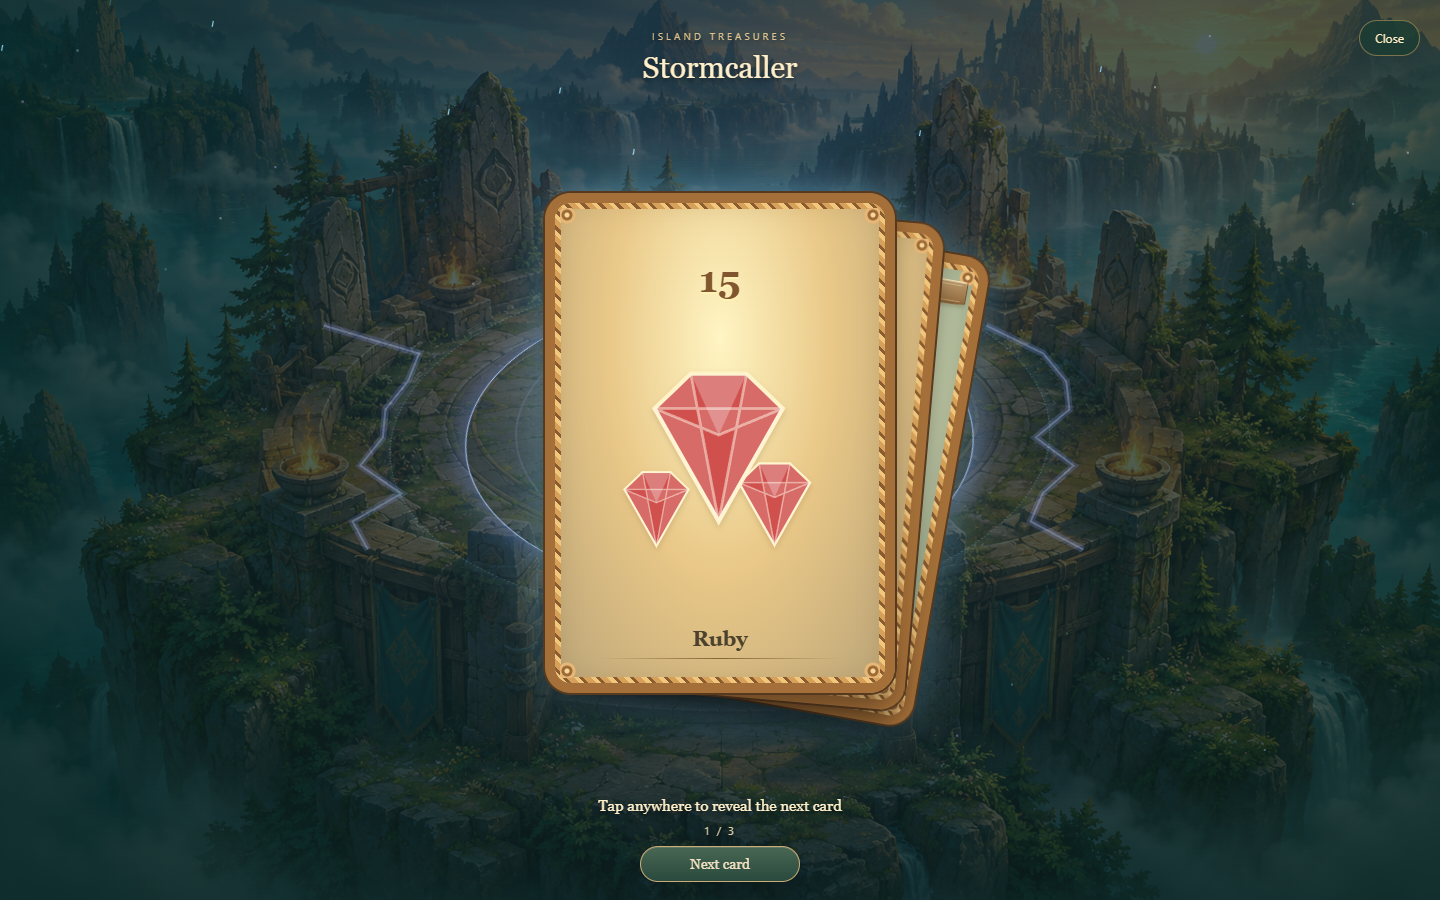 ISLAND TREASURES
Stormcaller
Close
15
Ruby
Tap anywhere to reveal the next card
1 / 3
Next card